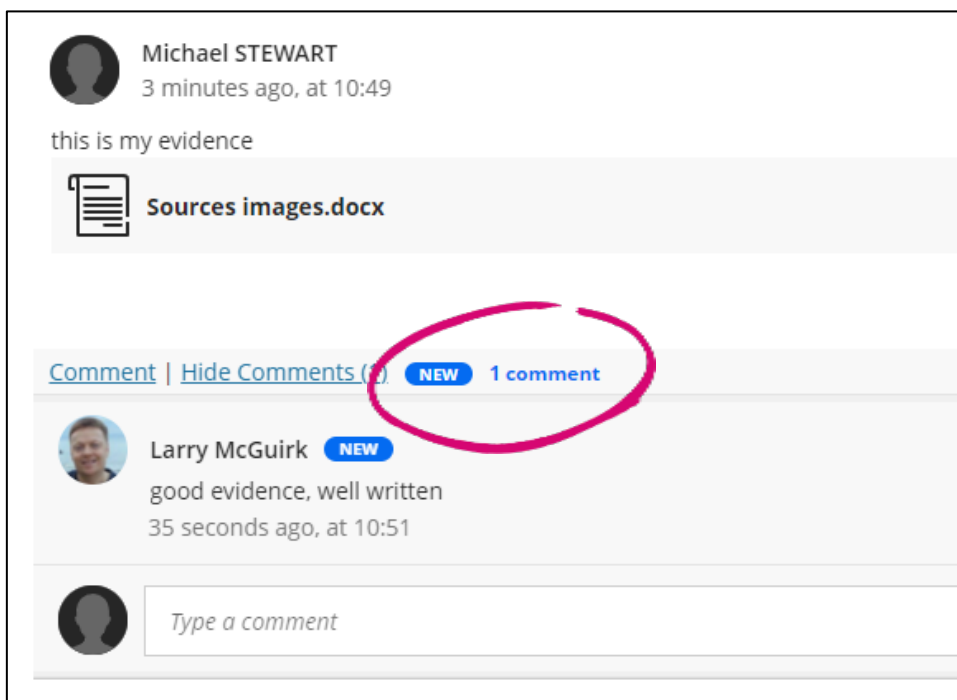 Michael STEWART
3 minutes ago, at 10:49
this is my evidence
Sources images.docx
Comment | Hide Comments (1) NEW 1 comment
Larry McGuirk NEW
good evidence, well written
35 seconds ago, at 10:51
Type a comment